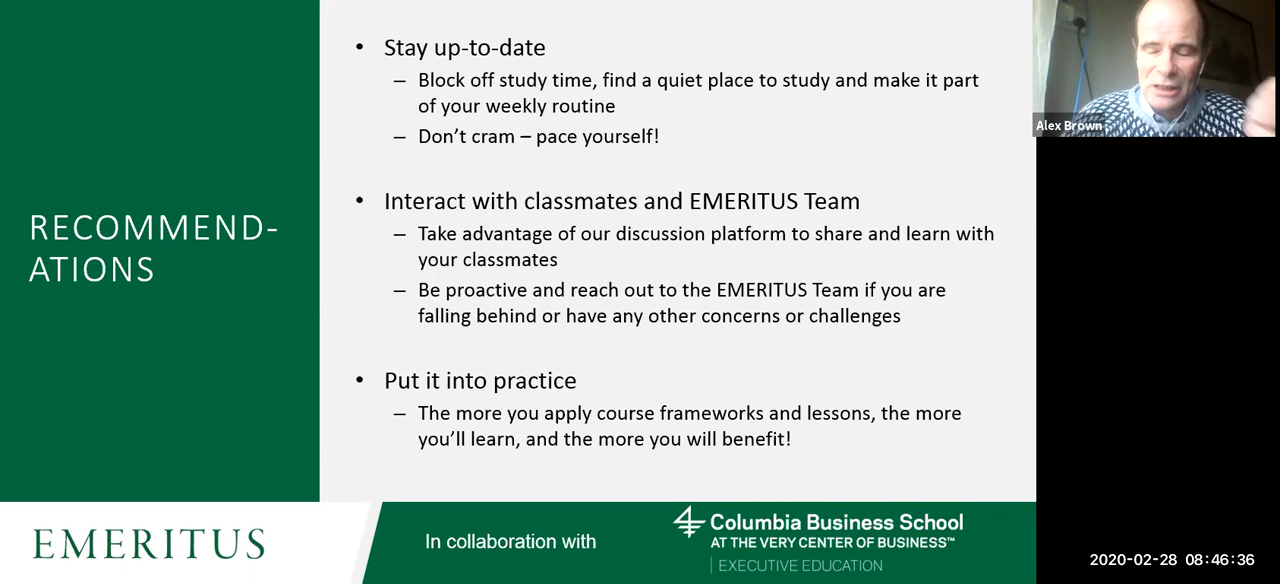 RECOMMEND-
ATIONS
• Stay up-to-date
– Block off study time, find a quiet place to study and make it part
of your weekly routine
– Don't cram – pace yourself!
• Interact with classmates and EMERITUS Team
– Take advantage of our discussion platform to share and learn with
your classmates
– Be proactive and reach out to the EMERITUS Team if you are
falling behind or have any other concerns or challenges
• Put it into practice
– The more you apply course frameworks and lessons, the more
you'll learn, and the more you will benefit!
Alex Brown
EMERITUS
In collaboration with
Columbia Business School
AT THE VERY CENTER OF BUSINESS™
EXECUTIVE EDUCATION
2020-02-28 08:46:36